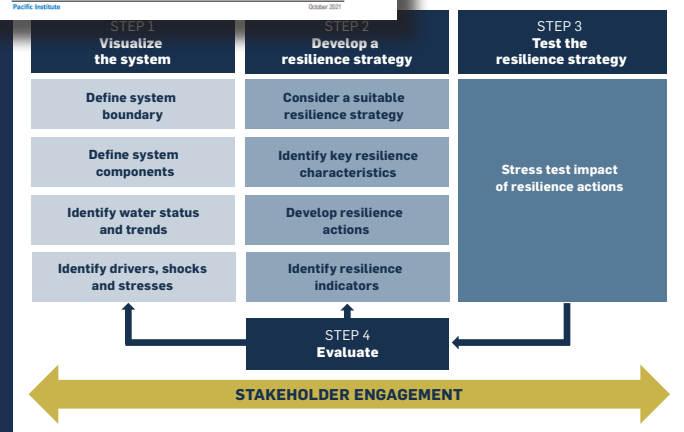 Pacific Institute
October 2021
STEP 1
Visualize
the system
STEP 2
Develop a
resilience strategy
STEP 3
Test the
resilience strategy
Define system
boundary
Define system
components
Identify water status
and trends
Identify drivers, shocks
and stresses
Consider a suitable
resilience strategy
Identify key resilience
characteristics
Develop resilience
actions
Identify resilience
indicators
Stress test impact
of resilience actions
STEP 4
Evaluate
STAKEHOLDER ENGAGEMENT